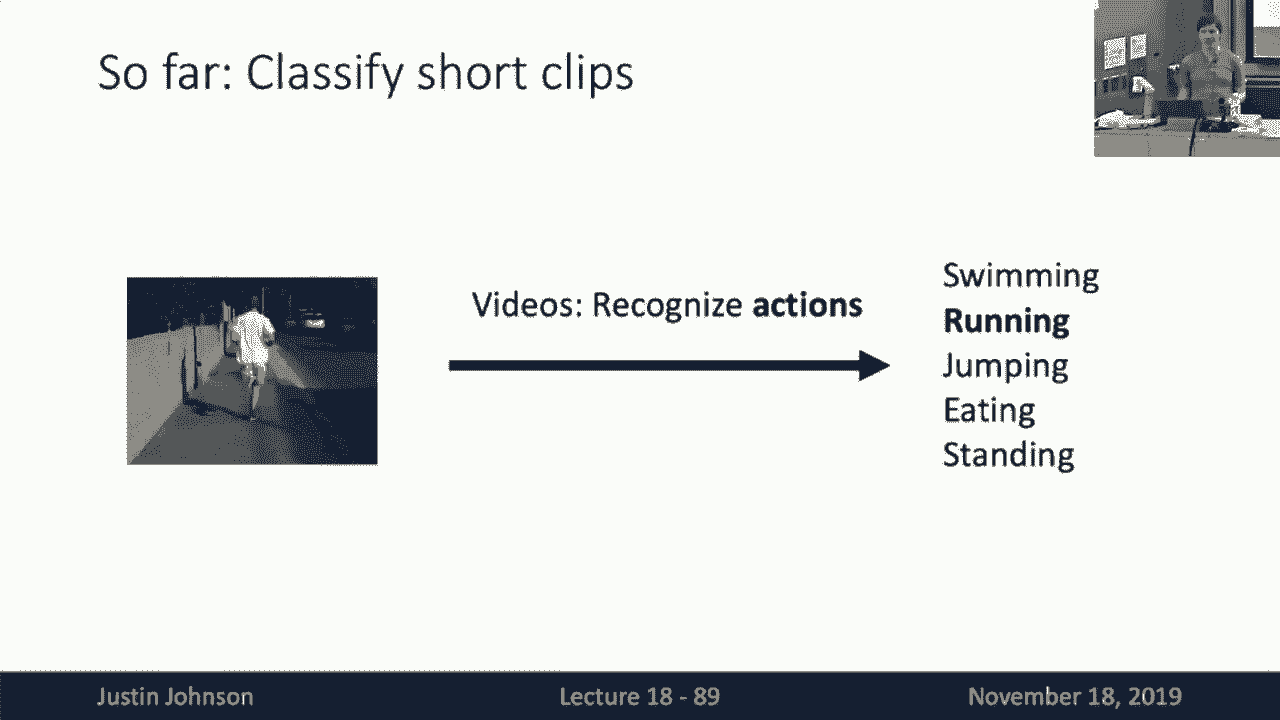 So far: Classify short clips
Videos: Recognize actions
Swimming
Running
Jumping
Eating
Standing
Justin Johnson
Lecture 18 - 89
November 18, 2019